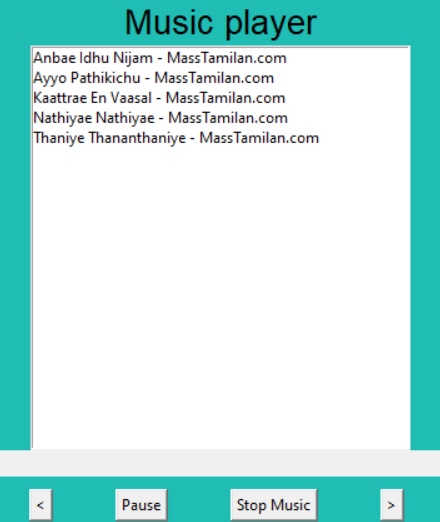 Music player
Anbae Idhu Nijam - MassTamilan.com
Ayyo Pathikichu - MassTamilan.com
Kaattrae En Vaasal - MassTamilan.com
Nathiyae Nathiyae - MassTamilan.com
Thaniye Thananthaniye - MassTamilan.com
< Pause Stop Music >